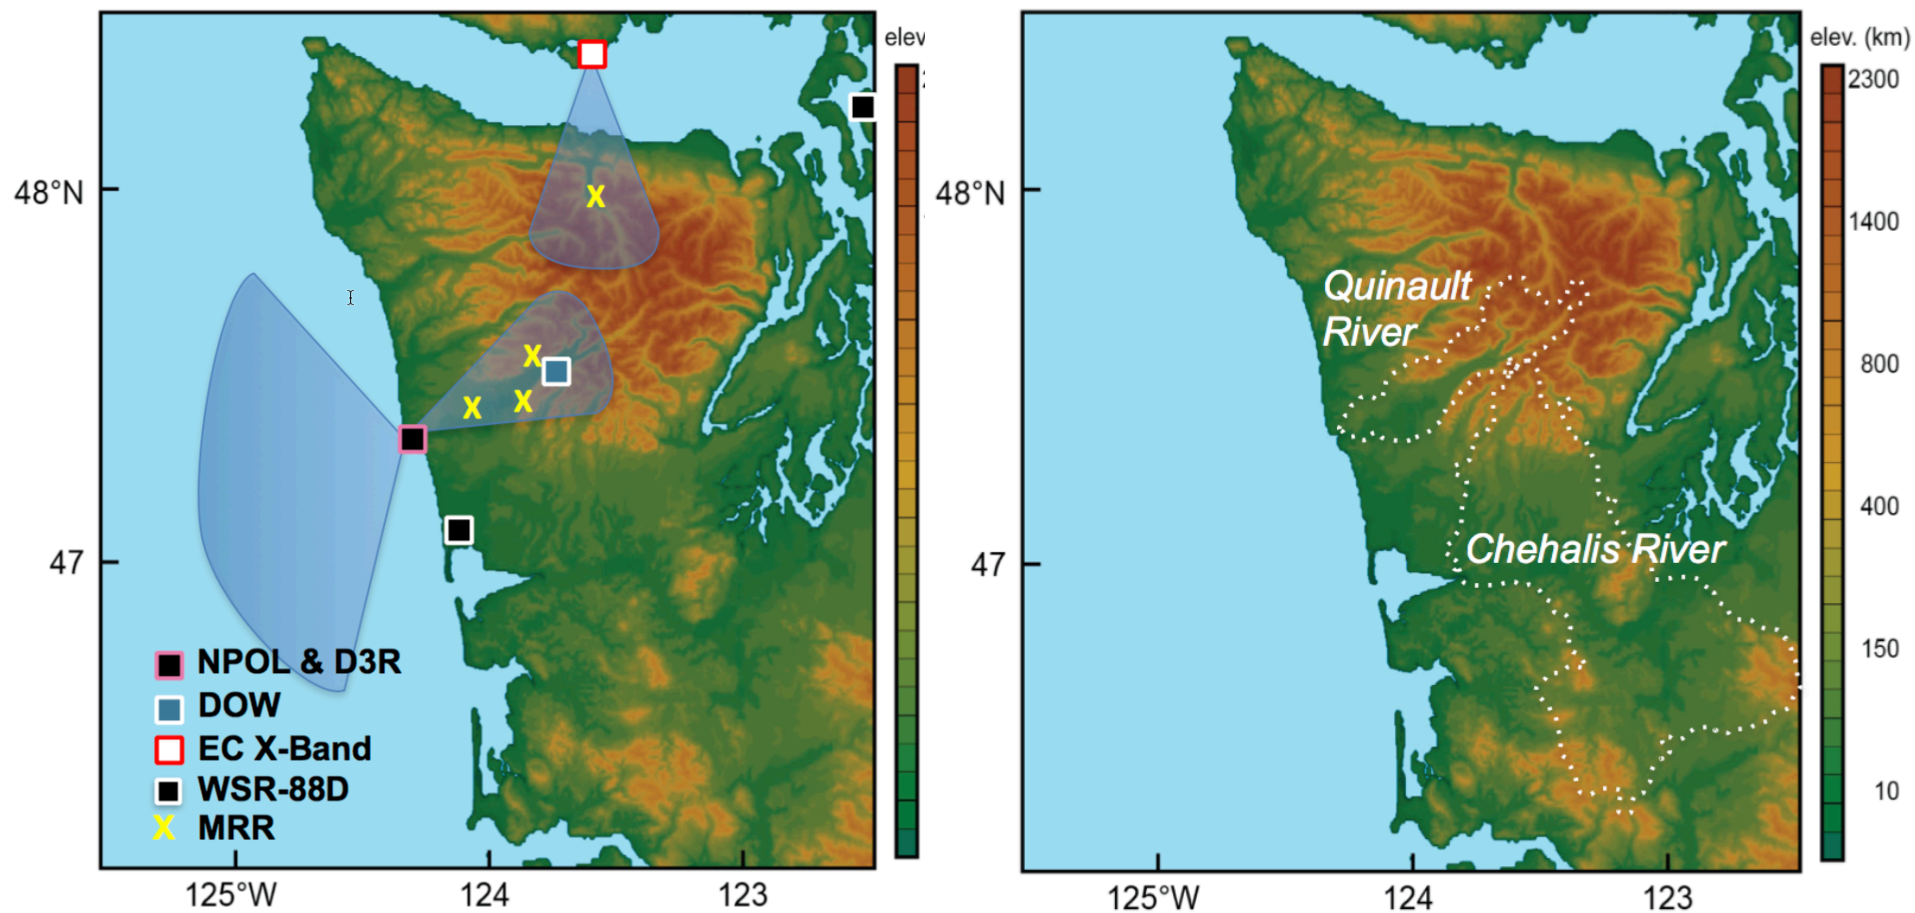 elev
48°N
X
X
X
X
47
NPOL & D3R
DOW
EC X-Band
WSR-88D
X MRR
125°W 124 123
elev. (km)
2300
48°N
1400
Quinault
River
800
400
Chehalis River
47
150
10
125°W 124 123